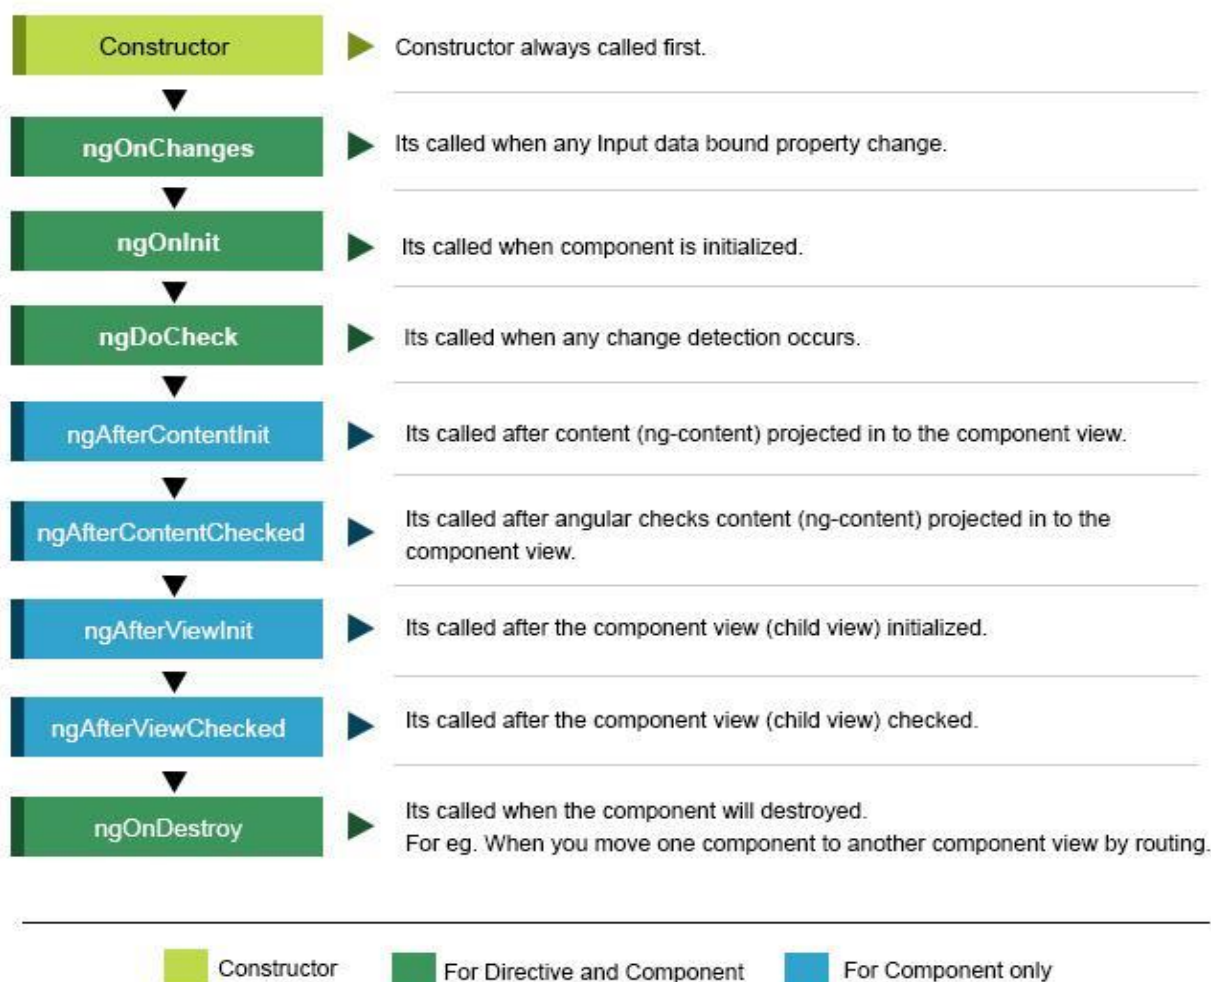 Constructor
Constructor always called first.
ngOnChanges
Its called when any Input data bound property change.
ngOnInit
Its called when component is initialized.
ngDoCheck
Its called when any change detection occurs.
ngAfterContentInit
Its called after content (ng-content) projected in to the component view.
ngAfterContentChecked
Its called after angular checks content (ng-content) projected in to the
component view.
ngAfterViewInit
Its called after the component view (child view) initialized.
ngAfterViewChecked
Its called after the component view (child view) checked.
ngOnDestroy
Its called when the component will destroyed.
For eg. When you move one component to another component view by routing.
Constructor
For Directive and Component
For Component only